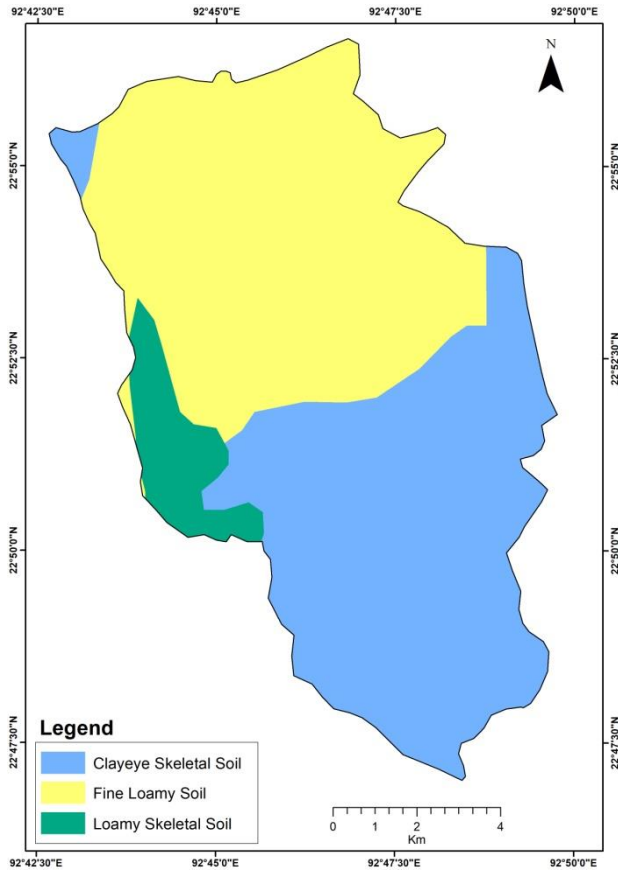 92°42'30"E 92°45'0"E 92°47'30"E 92°50'0"E
N
22°55'0"N 22°55'0"N
22°52'30"N 22°52'30"N
22°50'0"N 22°50'0"N
22°47'30"N 22°47'30"N
Legend
Clayeye Skeletal Soil
Fine Loamy Soil
Loamy Skeletal Soil
0 1 2 4
Km
92°42'30"E 92°45'0"E 92°47'30"E 92°50'0"E